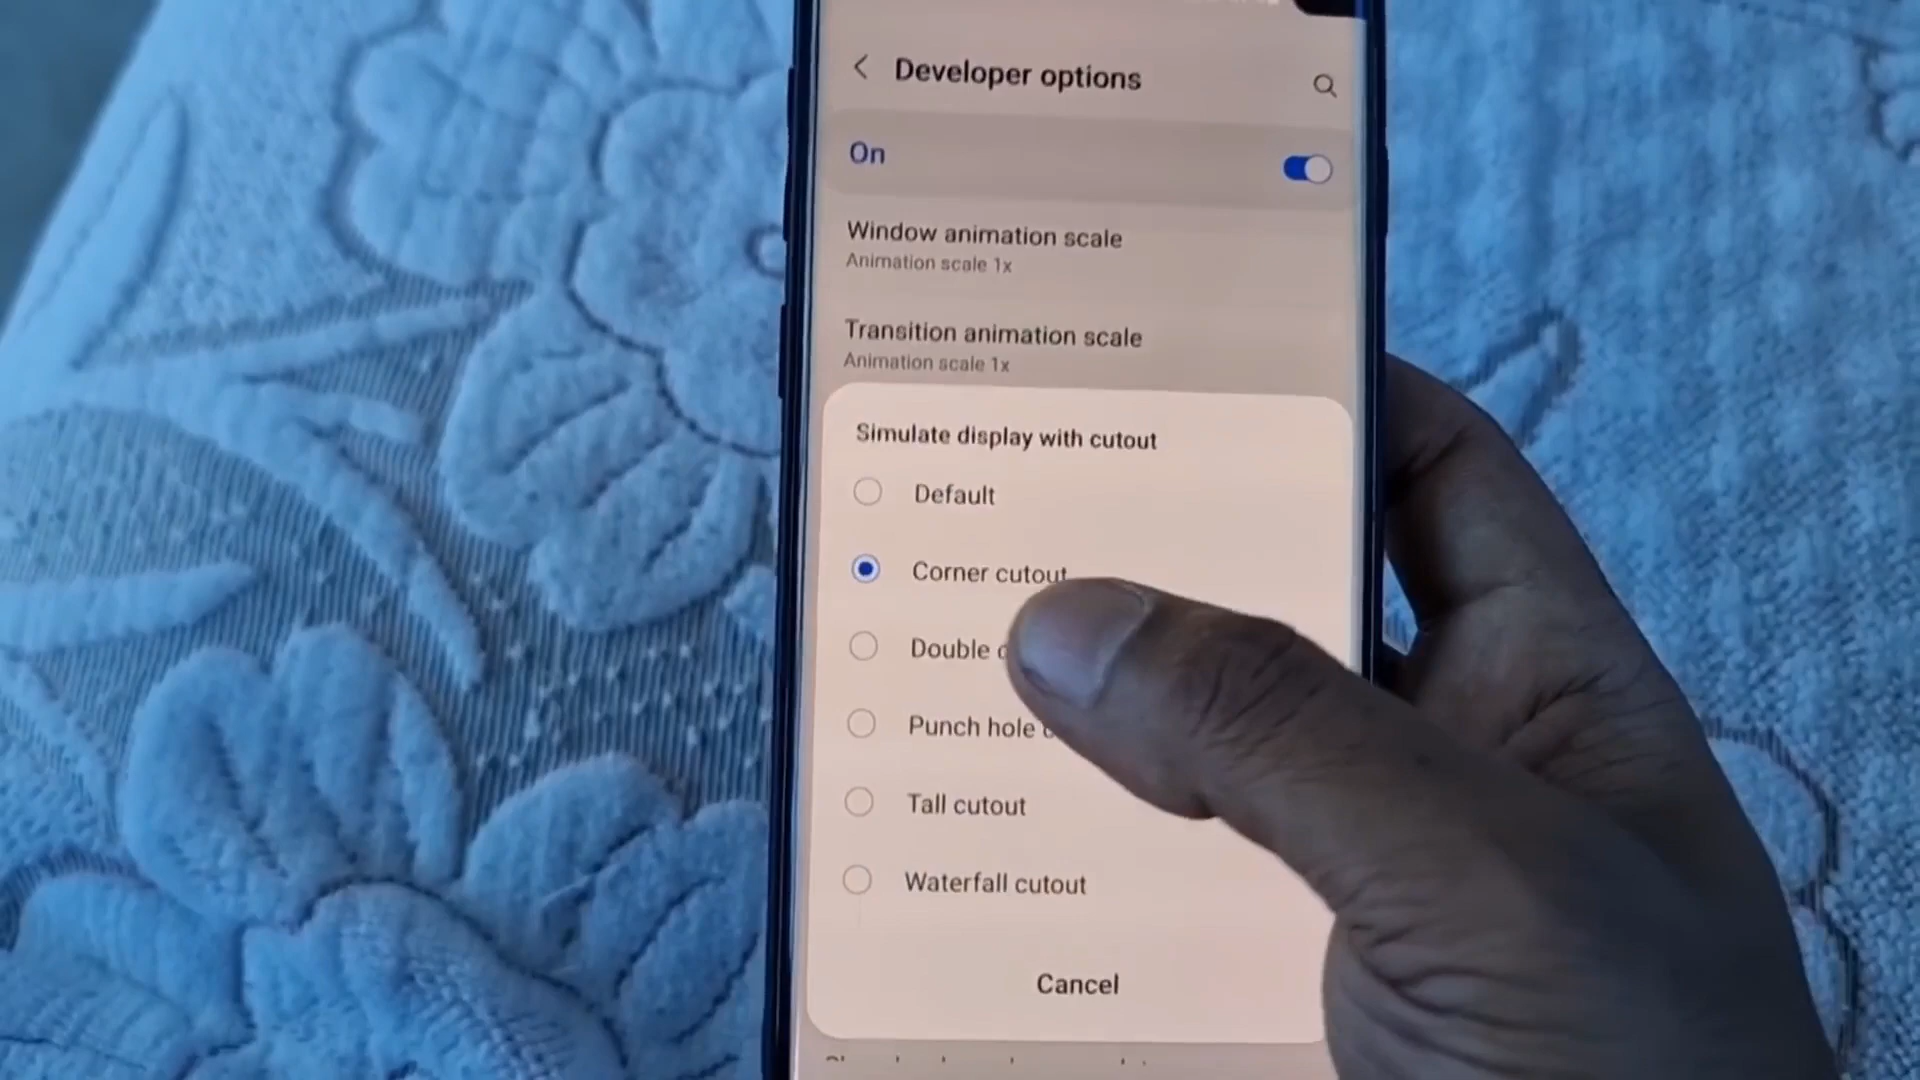 Developer options
On
Window animation scale
Animation scale 1x
Transition animation scale
Animation scale 1x
Simulate display with cutout
Default
Corner cutout
Double
Punch hole
Tall cutout
Waterfall cutout
Cancel